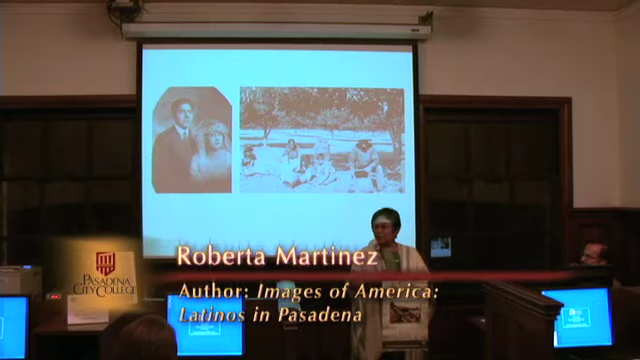 Roberta Martinez
PASADENA
CITY COLLEGE
Author: Images of America:
Latinos in Pasadena